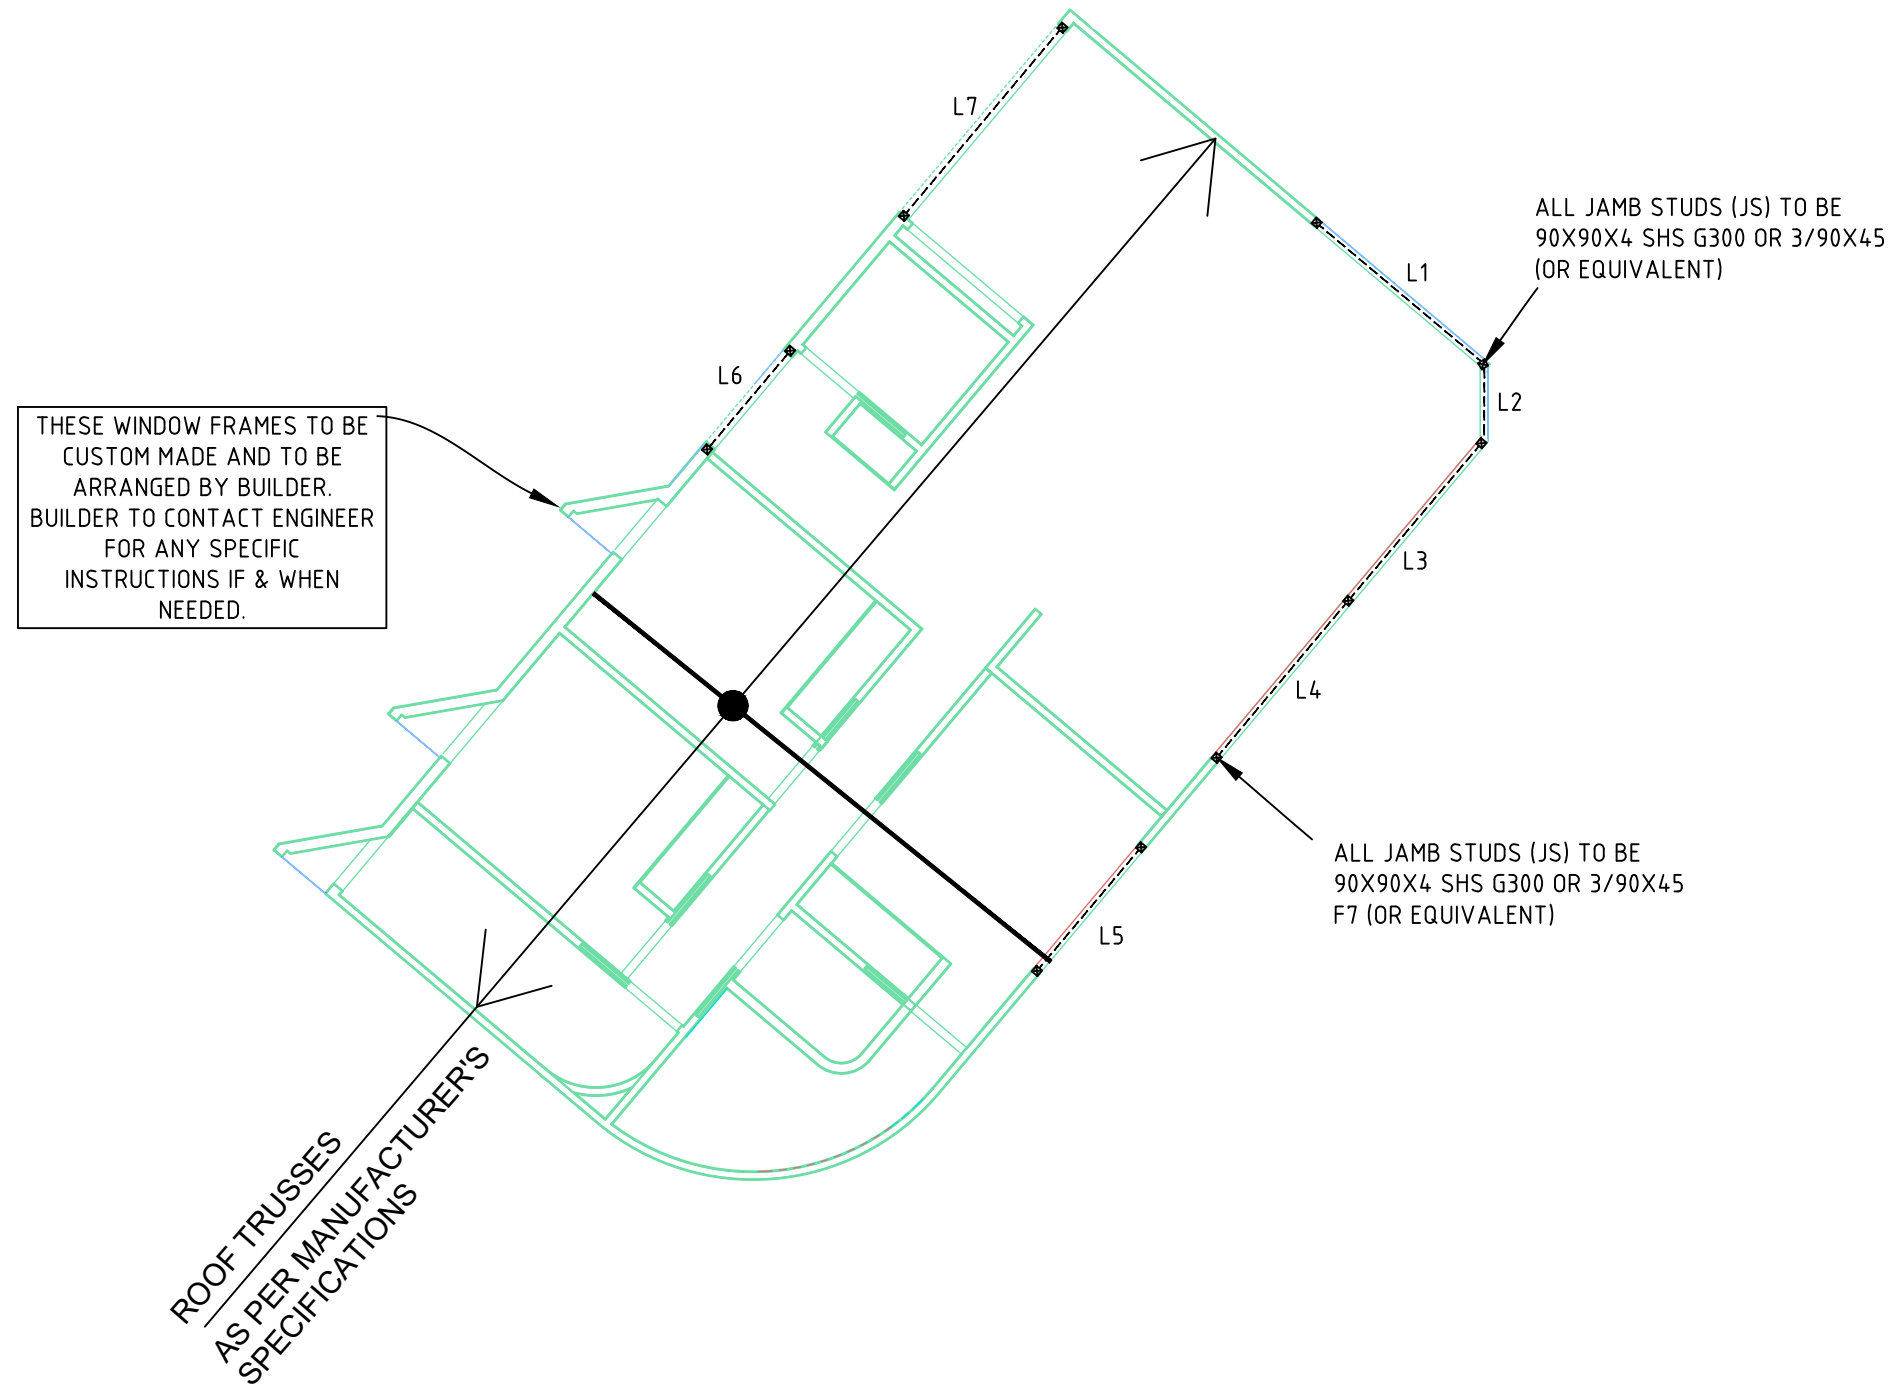 L7
ALL JAMB STUDS (JS) TO BE
90X90X4 SHS G300 OR 3/90X45
(OR EQUIVALENT)
L1
L6
L2
THESE WINDOW FRAMES TO BE
CUSTOM MADE AND TO BE
ARRANGED BY BUILDER.
BUILDER TO CONTACT ENGINEER
FOR ANY SPECIFIC
INSTRUCTIONS IF & WHEN
NEEDED.
L3
L4
ALL JAMB STUDS (JS) TO BE
90X90X4 SHS G300 OR 3/90X45
F7 (OR EQUIVALENT)
L5
ROOF TRUSSES
AS PER MANUFACTURER'S
SPECIFICATIONS